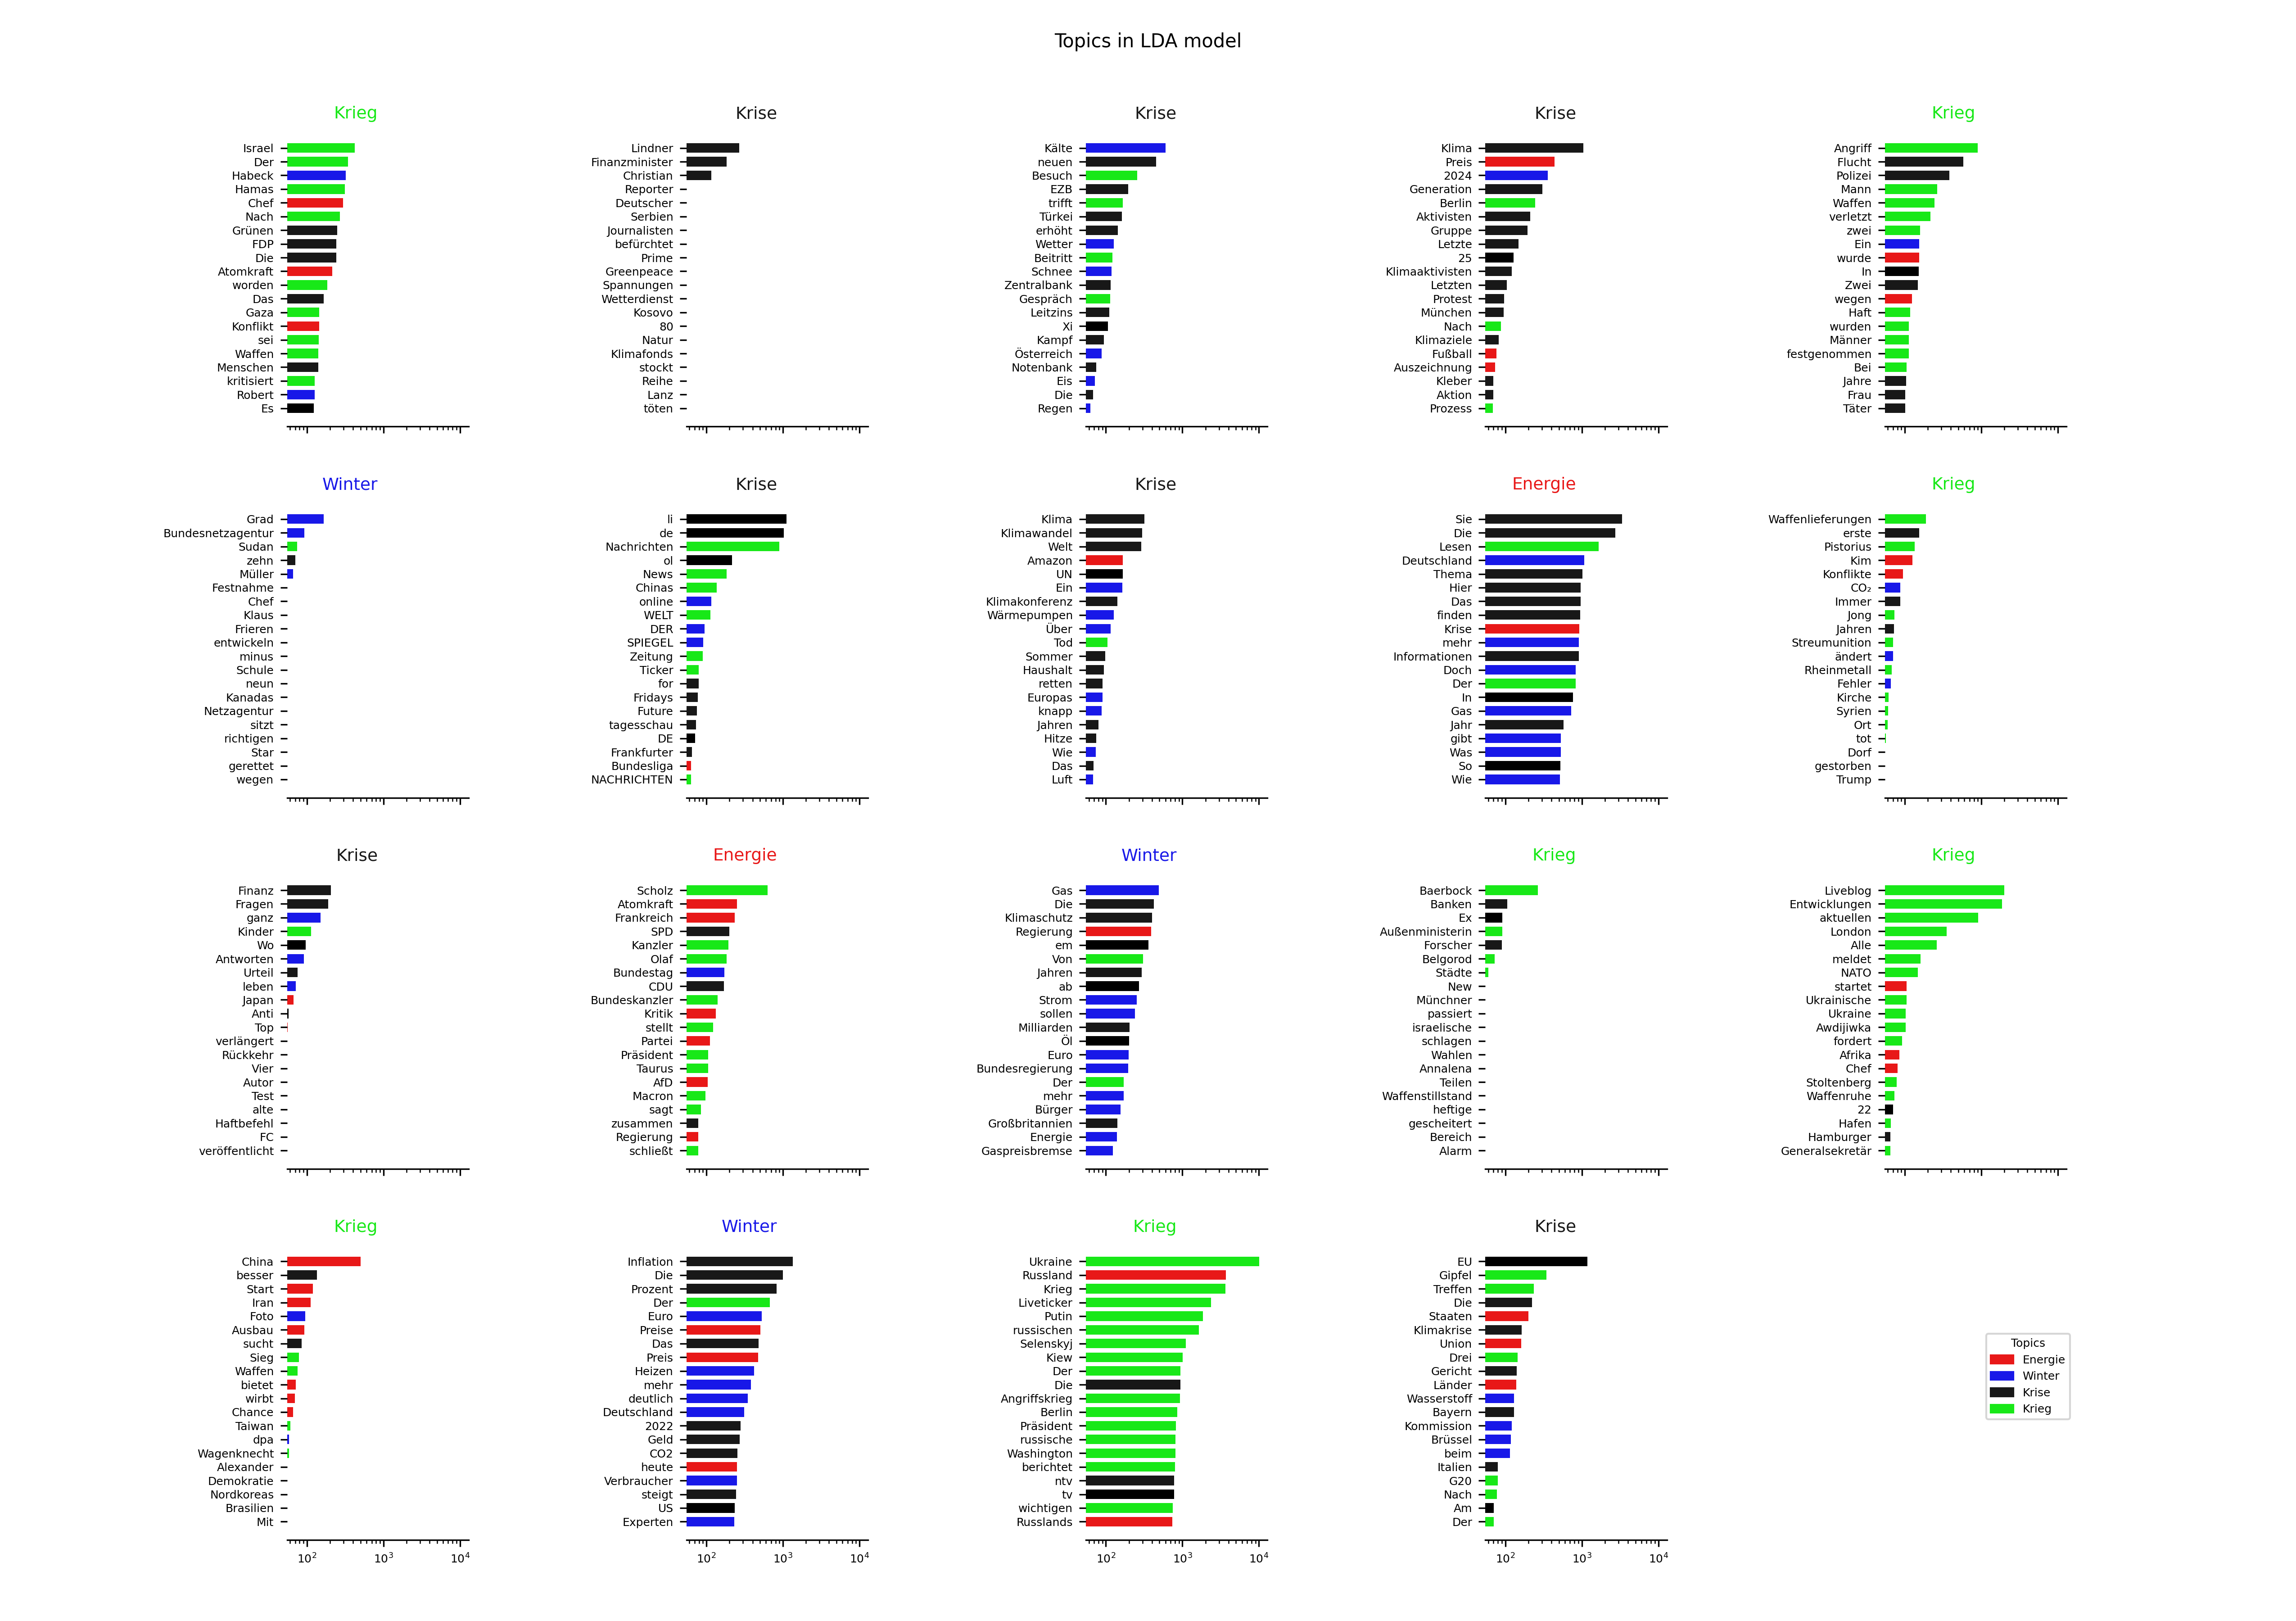 Topics in LDA model
Krieg
Israel
Der
Habeck
Hamas
Chef
Nach
Grünen
FDP
Die
Atomkraft
worden
Das
Gaza
Konflikt
sei
Waffen
Menschen
kritisiert
Robert
Es
Krise
Lindner
Finanzminister
Christian
Reporter
Deutscher
Serbien
Journalisten
befürchtet
Prime
Greenpeace
Spannungen
Wetterdienst
Kosovo
80
Natur
Klimafonds
stockt
Reihe
Lanz
töten
Krise
Kälte
neuen
Besuch
EZB
trifft
Türkei
erhöht
Wetter
Beitritt
Schnee
Zentralbank
Gespräch
Leitzins
Xi
Kampf
Österreich
Notenbank
Eis
Die
Regen
Krise
Klima
Preis
2024
Generation
Berlin
Aktivisten
Gruppe
Letzte
25
Klimaaktivisten
Letzten
Protest
München
Nach
Klimaziele
Fußball
Auszeichnung
Kleber
Aktion
Prozess
Krieg
Angriff
Flucht
Polizei
Mann
Waffen
verletzt
zwei
Ein
wurde
In
Zwei
wegen
Haft
wurden
Männer
festgenommen
Bei
Jahre
Frau
Täter
Winter
Grad
Bundesnetzagentur
Sudan
zehn
Müller
Festnahme
Chef
Klaus
Frieren
entwickeln
minus
Schule
neun
Kanadas
Netzagentur
sitzt
richtigen
Star
gerettet
wegen
Krise
li
de
Nachrichten
ol
News
Chinas
online
WELT
DER
SPIEGEL
Zeitung
Ticker
for
Fridays
Future
tagesschau
DE
Frankfurter
Bundesliga
NACHRICHTEN
Krise
Klima
Klimawandel
Welt
Amazon
UN
Ein
Klimakonferenz
Wärmepumpen
Über
Tod
Sommer
Haushalt
retten
Europas
knapp
Jahren
Hitze
Wie
Das
Luft
Energie
Sie
Die
Lesen
Deutschland
Thema
Hier
Das
finden
Krise
mehr
Informationen
Doch
Der
In
Gas
Jahr
gibt
Was
So
Wie
Krieg
Waffenlieferungen
erste
Pistorius
Kim
Konflikte
CO₂
Immer
Jong
Jahren
Streumunition
ändert
Rheinmetall
Fehler
Kirche
Syrien
Ort
tot
Dorf
gestorben
Trump
Krise
Finanz
Fragen
ganz
Kinder
Wo
Antworten
Urteil
leben
Japan
Anti
Top
verlängert
Rückkehr
Vier
Autor
Test
alte
Haftbefehl
FC
veröffentlicht
Energie
Scholz
Atomkraft
Frankreich
SPD
Kanzler
Olaf
Bundestag
CDU
Bundeskanzler
Kritik
stellt
Partei
Präsident
Taurus
AfD
Macron
sagt
zusammen
Regierung
schließt
Winter
Gas
Die
Klimaschutz
Regierung
em
Von
Jahren
ab
Strom
sollen
Milliarden
Öl
Euro
Bundesregierung
Der
mehr
Bürger
Großbritannien
Energie
Gaspreisbremse
Krieg
Baerbock
Banken
Ex
Außenministerin
Forscher
Belgorod
Städte
New
Münchner
passiert
israelische
schlagen
Wahlen
Annalena
Teilen
Waffenstillstand
heftige
gescheitert
Bereich
Alarm
Krieg
Liveblog
Entwicklungen
aktuellen
London
Alle
meldet
NATO
startet
Ukrainische
Ukraine
Awdijiwka
fordert
Afrika
Chef
Stoltenberg
Waffenruhe
22
Hafen
Hamburger
Generalsekretär
Krieg
China
besser
Start
Iran
Foto
Ausbau
sucht
Sieg
Waffen
bietet
wirbt
Chance
Taiwan
dpa
Wagenknecht
Alexander
Demokratie
Nordkoreas
Brasilien
Mit
10²
10³
10⁴
Winter
Inflation
Die
Prozent
Der
Euro
Preise
Das
Preis
Heizen
mehr
deutlich
Deutschland
2022
Geld
CO2
heute
Verbraucher
steigt
US
Experten
10²
10³
10⁴
Krieg
Ukraine
Russland
Krieg
Liveticker
Putin
russischen
Selenskyj
Kiew
Der
Die
Angriffskrieg
Berlin
Präsident
russische
Washington
berichtet
ntv
tv
wichtigen
Russlands
10²
10³
10⁴
Krise
EU
Gipfel
Treffen
Die
Staaten
Klimakrise
Union
Drei
Gericht
Länder
Wasserstoff
Bayern
Kommission
Brüssel
beim
Italien
G20
Nach
Am
Der
10²
10³
10⁴
Topics
Energie
Winter
Krise
Krieg